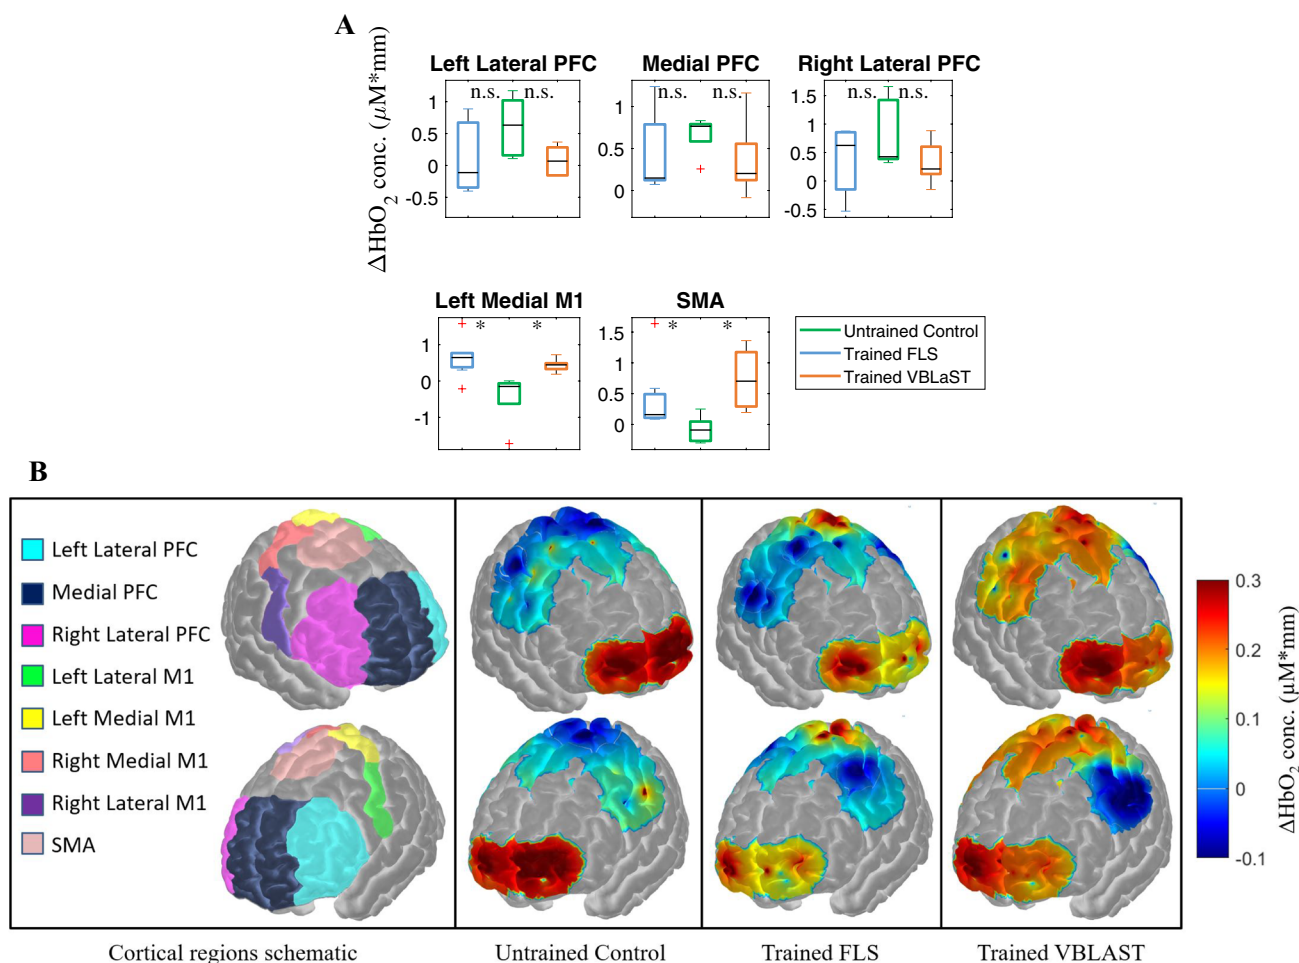 A
ΔHbO2 conc. (μM*mm)
Left Lateral PFC
n.s. n.s.
1
0.5
0
-0.5
Medial PFC
n.s. n.s.
1
0.5
0
Right Lateral PFC
n.s. n.s.
1.5
1
0.5
0
-0.5
Left Medial M1
* *
1
0
-1
SMA
* *
1.5
1
0.5
0
Untrained Control
Trained FLS
Trained VBLaST
B
Left Lateral PFC
Medial PFC
Right Lateral PFC
Left Lateral M1
Left Medial M1
Right Medial M1
Right Lateral M1
SMA
0.3
0.2
0.1
0
-0.1
ΔHbO2 conc. (μM*mm)
Cortical regions schematic
Untrained Control
Trained FLS
Trained VBLAST